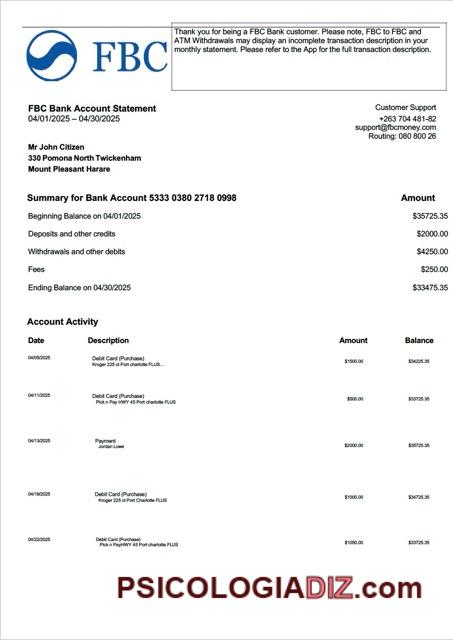 FBC
Thank you for being a FBC Bank customer. Please note, FBC to FBC and
ATM Withdrawals may display an incomplete transaction description in your
monthly statement. Please refer to the App for the full transaction description.
FBC Bank Account Statement
04/01/2025 – 04/30/2025
Customer Support
+263 704 481-82
support@fbcmoney.com
Routing: 080 800 26
Mr John Citizen
330 Pomona North Twickenham
Mount Pleasant Harare
Summary for Bank Account 5333 0380 2718 0998 Amount
Beginning Balance on 04/01/2025 $35725.35
Deposits and other credits $2000.00
Withdrawals and other debits $4250.00
Fees $250.00
Ending Balance on 04/30/2025 $33475.35
Account Activity
Date Description Amount Balance
04/05/2025 Debit Card (Purchase) $1500.00 $34225.35
Kroger 225 ct Port charlotte FLUS...
04/11/2025 Debit Card (Purchase) $500.00 $33725.35
Pick n Pay HWY 45 Port charlotte FLUS
04/13/2025 Payment $2000.00 $35725.35
Jordan Lowe
04/19/2025 Debit Card (Purchase) $1000.00 $34725.35
Kroger 225 ct Port Charlotte FLUS
04/22/2025 Debit Card (Purchase) $1050.00 $33725.35
Pick n PayHWY 45 Port charlotte FLUS
PSICOLOGIADIZ.com